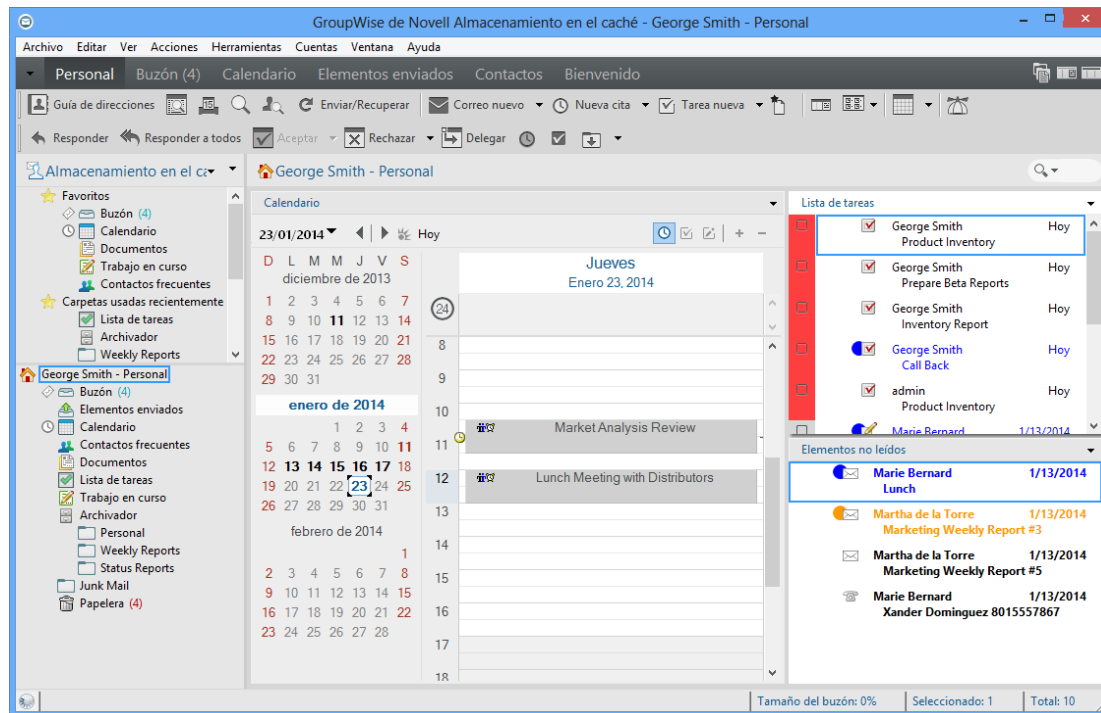 GroupWise de Novell Almacenamiento en el caché - George Smith - Personal
Archivo Editar Ver Acciones Herramientas Cuentas Ventana Ayuda
Personal Buzón (4) Calendario Elementos enviados Contactos Bienvenido
Guía de direcciones Enviar/Recuperar Correo nuevo Nueva cita Tarea nueva
Responder Responder a todos Aceptar Rechazar Delegar
Almacenamiento en el ca
George Smith - Personal
Favoritos
Buzón (4)
Calendario
Documentos
Trabajo en curso
Contactos frecuentes
Carpetas usadas recientemente
Lista de tareas
Archivador
Weekly Reports
George Smith - Personal
Buzón (4)
Elementos enviados
Calendario
Contactos frecuentes
Documentos
Lista de tareas
Trabajo en curso
Archivador
Personal
Weekly Reports
Status Reports
Junk Mail
Papelera (4)
Calendario
23/01/2014 Hoy
D L M M J V S
diciembre de 2013
1 2 3 4 5 6 7
8 9 10 11 12 13 14
15 16 17 18 19 20 21
22 23 24 25 26 27 28
29 30 31
enero de 2014
1 2 3 4
5 6 7 8 9 10 11
12 13 14 15 16 17 18
19 20 21 22 23 24 25
26 27 28 29 30 31
febrero de 2014
1
2 3 4 5 6 7 8
9 10 11 12 13 14 15
16 17 18 19 20 21 22
23 24 25 26 27 28
Jueves
Enero 23, 2014
24
8
9
10
Market Analysis Review
11
12 Lunch Meeting with Distributors
13
14
15
16
17
18
Lista de tareas
George Smith Hoy
Product Inventory
George Smith Hoy
Prepare Beta Reports
George Smith Hoy
Inventory Report
George Smith Hoy
Call Back
admin Hoy
Product Inventory
Marie Bernard 1/13/2014
Elementos no leídos
Marie Bernard 1/13/2014
Lunch
Martha de la Torre 1/13/2014
Marketing Weekly Report #3
Martha de la Torre 1/13/2014
Marketing Weekly Report #5
Marie Bernard 1/13/2014
Xander Dominguez 8015557867
Tamaño del buzón: 0% Seleccionado: 1 Total: 10